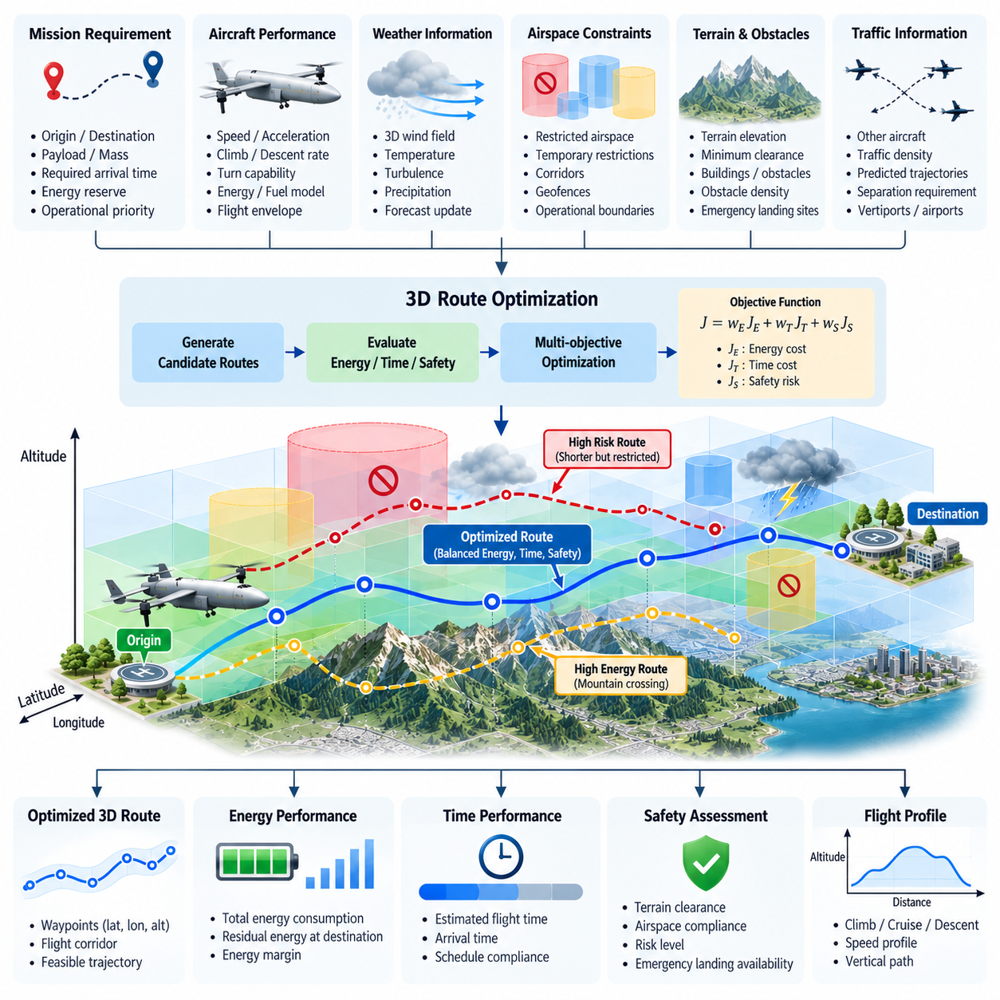 Mission Requirement
• Origin / Destination
• Payload / Mass
• Required arrival time
• Energy reserve
• Operational priority
Aircraft Performance
• Speed / Acceleration
• Climb / Descent rate
• Turn capability
• Energy / Fuel model
• Flight envelope
Weather Information
• 3D wind field
• Temperature
• Turbulence
• Precipitation
• Forecast update
Airspace Constraints
• Restricted airspace
• Temporary restrictions
• Corridors
• Geofences
• Operational boundaries
Terrain & Obstacles
• Terrain elevation
• Minimum clearance
• Buildings / obstacles
• Obstacle density
• Emergency landing sites
Traffic Information
• Other aircraft
• Traffic density
• Predicted trajectories
• Separation requirement
• Vertiports / airports
3D Route Optimization
Generate
Candidate Routes
Evaluate
Energy / Time / Safety
Multi-objective
Optimization
Objective Function
J = w_E J_E + w_T J_T + w_S J_S
• J_E : Energy cost
• J_T : Time cost
• J_S : Safety risk
Altitude
High Risk Route
(Shorter but restricted)
Destination
Optimized Route
(Balanced Energy, Time, Safety)
Origin
H
H
High Energy Route
(Mountain crossing)
Latitude
Longitude
Optimized 3D Route
• Waypoints (lat, lon, alt)
• Flight corridor
• Feasible trajectory
Energy Performance
• Total energy consumption
• Residual energy at destination
• Energy margin
Time Performance
• Estimated flight time
• Arrival time
• Schedule compliance
Safety Assessment
• Terrain clearance
• Airspace compliance
• Risk level
• Emergency landing availability
Flight Profile
Altitude
Distance
• Climb / Cruise / Descent
• Speed profile
• Vertical path